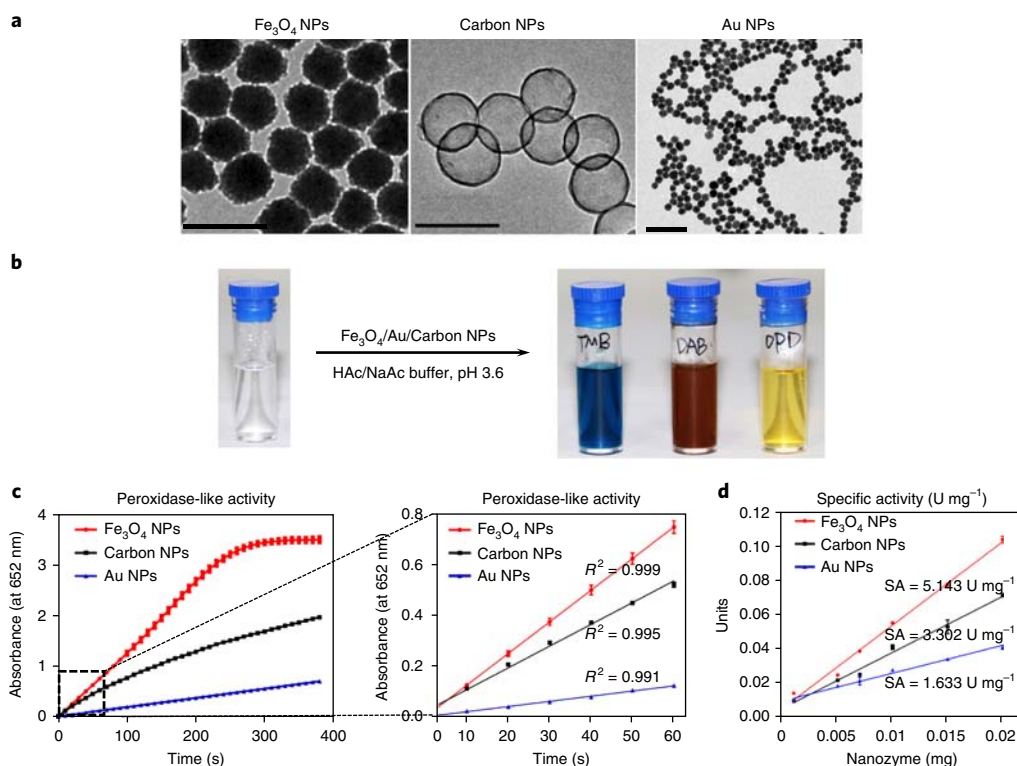 a
Fe₃O₄ NPs
Carbon NPs
Au NPs
b
Fe₃O₄/Au/Carbon NPs
HAc/NaAc buffer, pH 3.6
TMB
DAB
OPD
c
Peroxidase-like activity
Absorbance (at 652 nm)
4
3
2
1
0
Fe₃O₄ NPs
Carbon NPs
Au NPs
0
100
200
300
400
Time (s)
Peroxidase-like activity
Absorbance (at 652 nm)
0.8
0.6
0.4
0.2
0.0
Fe₃O₄ NPs
Carbon NPs
Au NPs
R² = 0.999
R² = 0.995
R² = 0.991
0
10
20
30
40
50
60
Time (s)
d
Specific activity (U mg⁻¹)
Units
0.12
0.10
0.08
0.06
0.04
0.02
0
Fe₃O₄ NPs
Carbon NPs
Au NPs
SA = 5.143 U mg⁻¹
SA = 3.302 U mg⁻¹
SA = 1.633 U mg⁻¹
0
0.005
0.01
0.015
0.02
Nanozyme (mg)